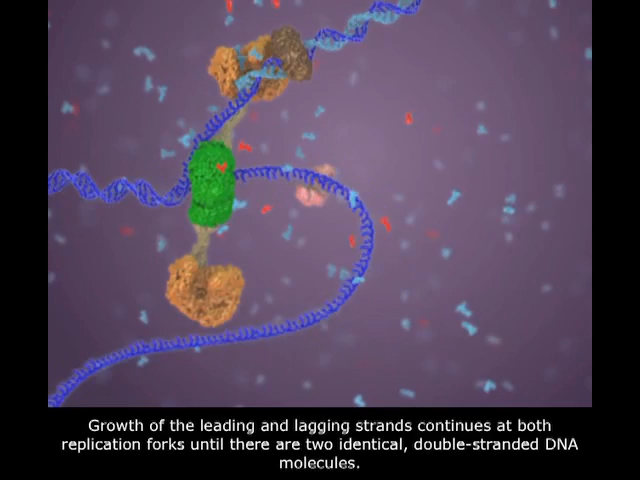 Growth of the leading and lagging strands continues at both
replication forks until there are two identical, double-stranded DNA
molecules.